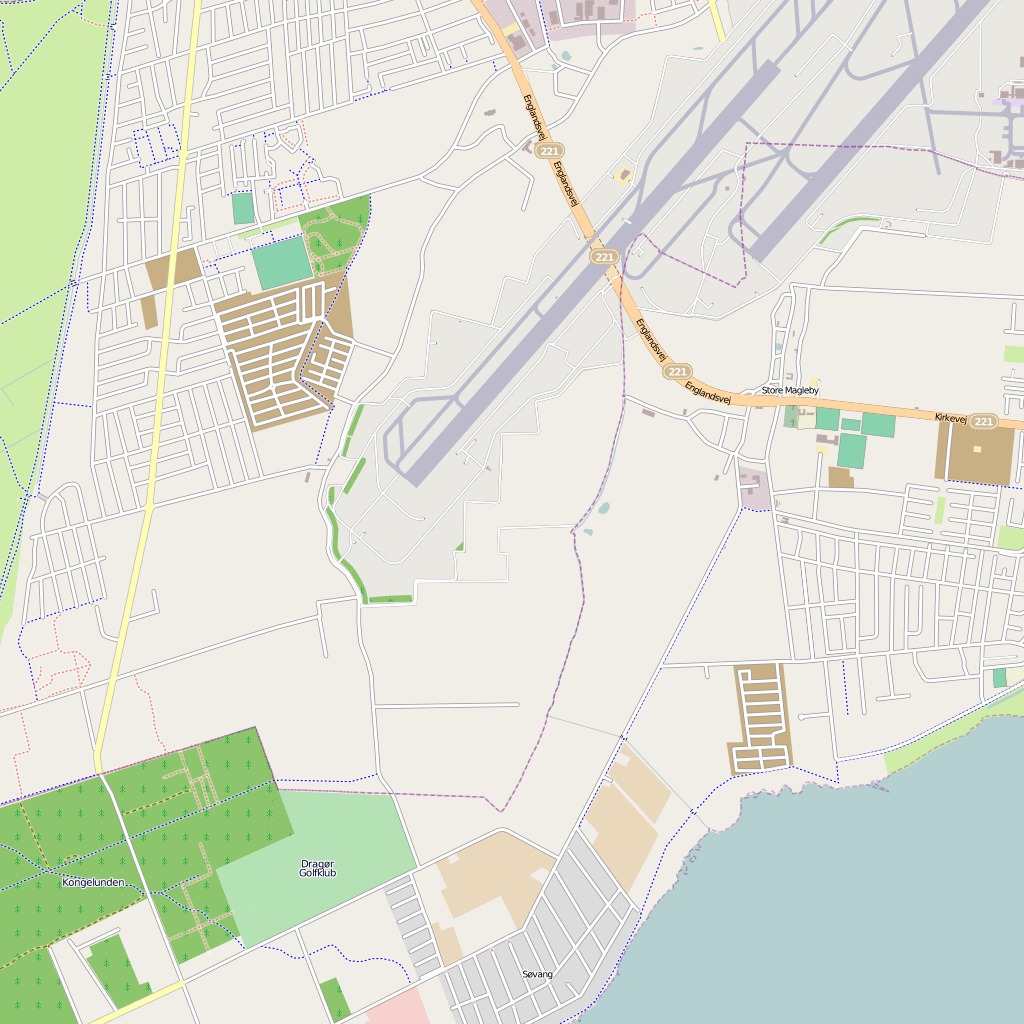 Englandsvej
221
Englandsvej
221
Englandsvej
221
Englandsvej
Store Magleby
Kirkevej
221
Dragør
Golfklub
Kongelunden
Søvang